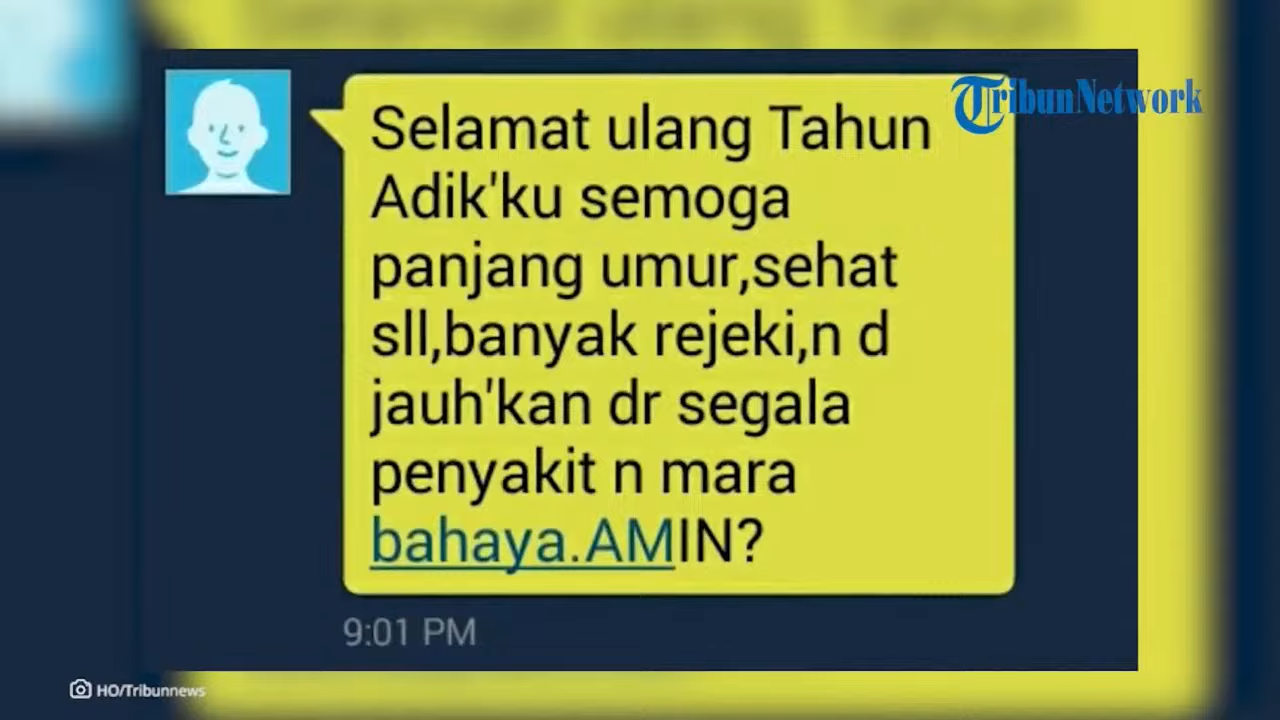 TribunNetwork
Selamat ulang Tahun
Adik'ku semoga
panjang umur,sehat
sll,banyak rejeki,n d
jauh'kan dr segala
penyakit n mara
bahaya.AMIN?
9:01 PM
HO/Tribunnews